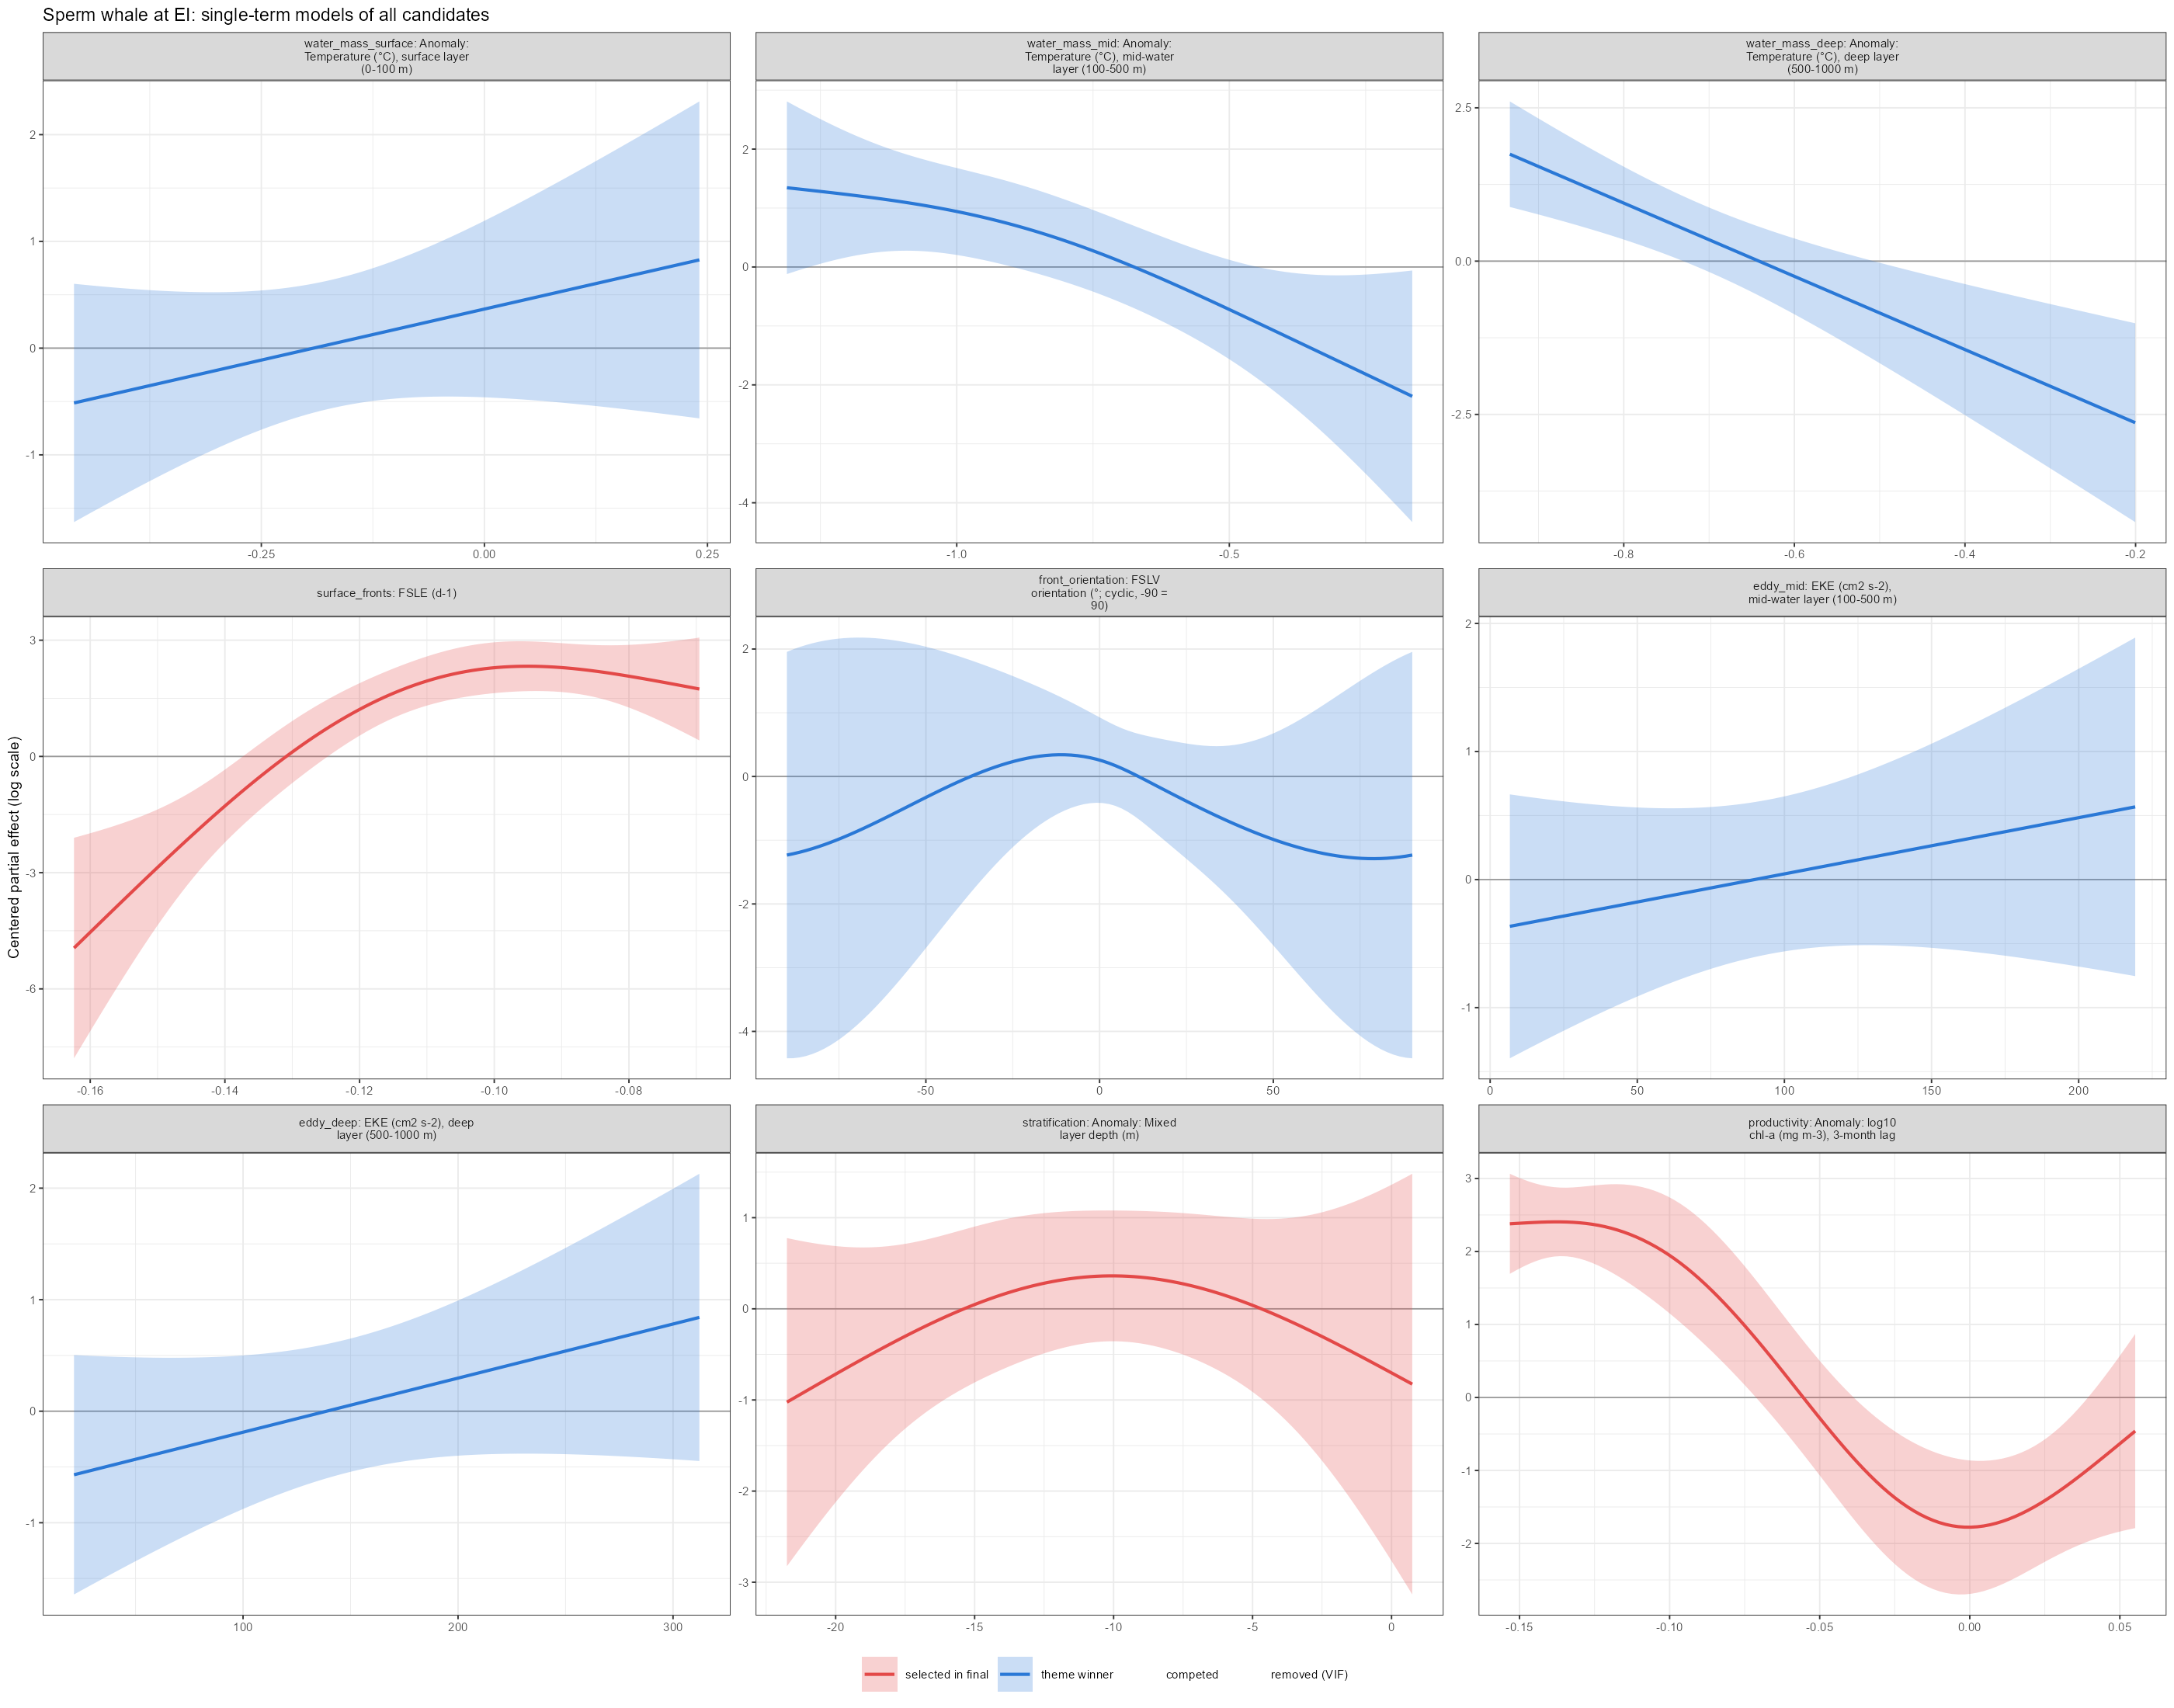 Sperm whale at EI: single-term models of all candidates
water_mass_surface: Anomaly:
Temperature (°C), surface layer
(0-100 m)
water_mass_mid: Anomaly:
Temperature (°C), mid-water
layer (100-500 m)
water_mass_deep: Anomaly:
Temperature (°C), deep layer
(500-1000 m)
2
1
0
-1
-0.25
0.00
0.25
2
0
-2
-4
-1.0
-0.5
2.5
0.0
-2.5
-0.8
-0.6
-0.4
-0.2
Centered partial effect (log scale)
surface_fronts: FSLE (d-1)
front_orientation: FSLV
orientation (°; cyclic, -90 =
90)
eddy_mid: EKE (cm2 s-2),
mid-water layer (100-500 m)
3
0
-3
-6
-0.16
-0.14
-0.12
-0.10
-0.08
2
0
-2
-4
-50
0
50
2
1
0
-1
0
50
100
150
200
eddy_deep: EKE (cm2 s-2), deep
layer (500-1000 m)
stratification: Anomaly: Mixed
layer depth (m)
productivity: Anomaly: log10
chl-a (mg m-3), 3-month lag
2
1
0
-1
100
200
300
1
0
-1
-2
-3
-20
-15
-10
-5
0
3
2
1
0
-1
-2
-0.15
-0.10
-0.05
0.00
0.05
selected in final
theme winner
competed
removed (VIF)